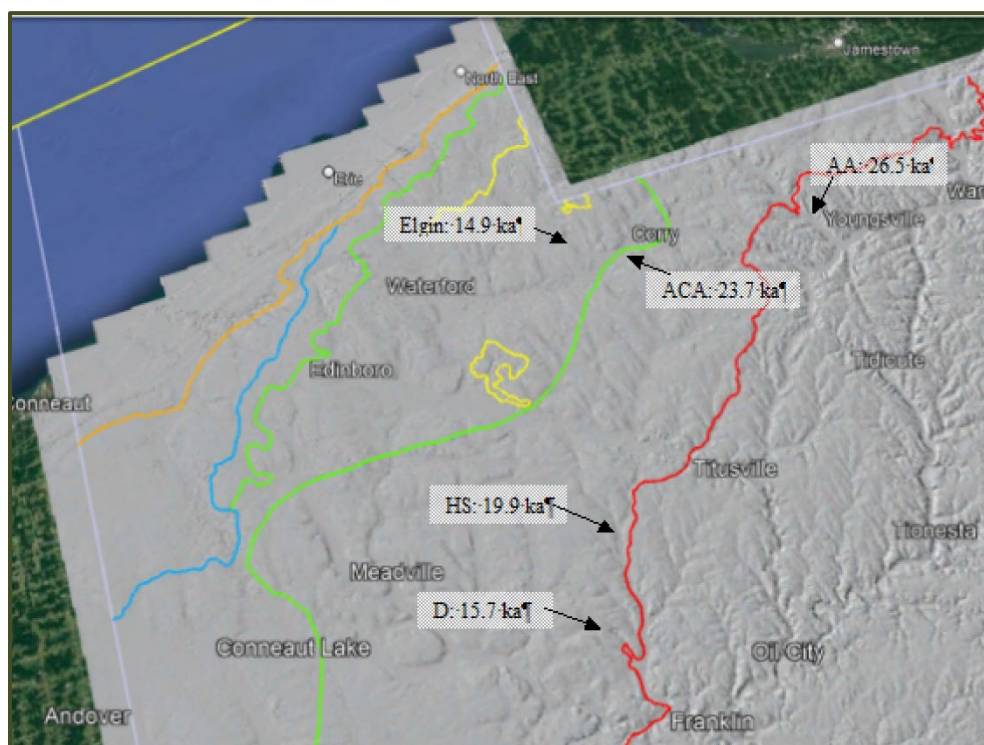 Jamestown
North East
Erie
AA: 26.5 ka¶
War
Youngsville
Elgin: 14.9 ka¶
Corry
Waterford
ACA: 23.7 ka¶
Edinboro
Tidioute
Conneaut
Titusville
HS: 19.9 ka¶
Tionesta
Meadville
D: 15.7 ka¶
Conneaut Lake
Oil City
Andover
Franklin